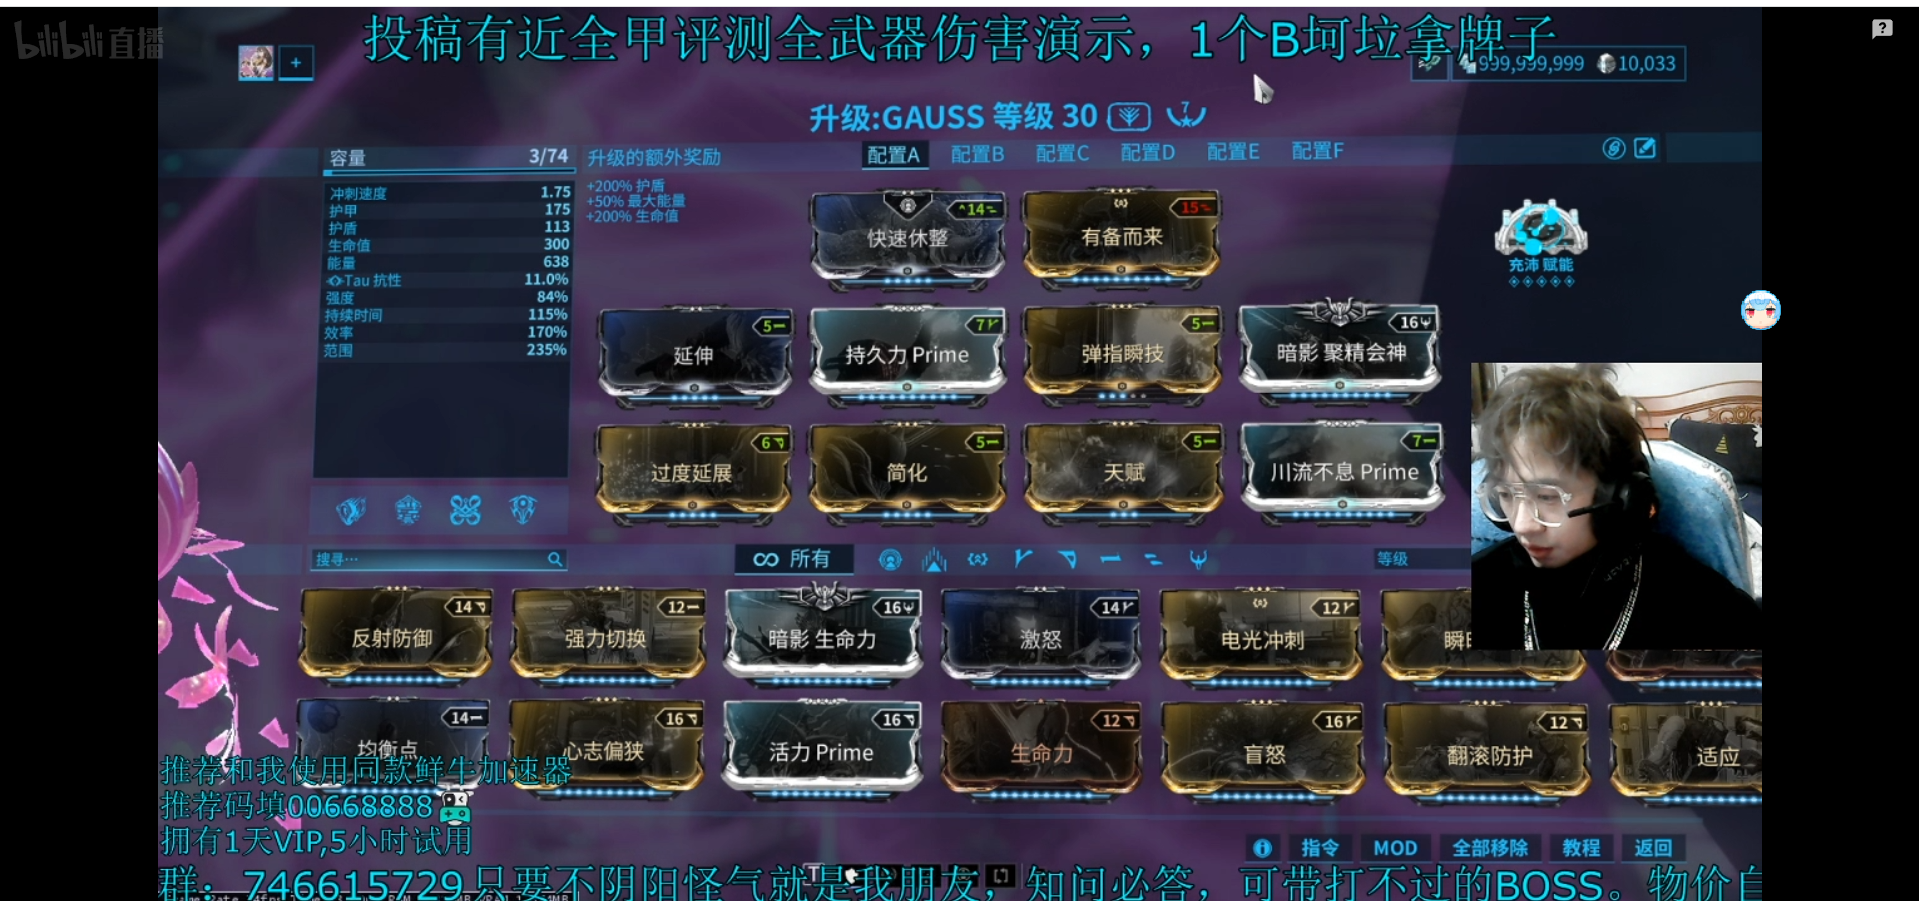 bilibili直播
投稿有近全甲评测全武器伤害演示，1个B坷垃拿牌子
+
999,999,999 10,033
升级:GAUSS 等级 30 7
容量 3/74
升级的额外奖励
配置A 配置B 配置C 配置D 配置E 配置F
+200% 护盾
+50% 最大能量
+200% 生命值
冲刺速度 1.75
护甲 175
护盾 113
生命值 300
能量 638
Tau 抗性 11.0%
强度 84%
持续时间 115%
效率 170%
范围 235%
14
快速休整
15
有备而来
充沛 赋能
5
延伸
7
持久力 Prime
5
弹指瞬技
16
暗影 聚精会神
6
过度延展
5
简化
5
天赋
7
川流不息 Prime
搜寻…
所有
等级
14
反射防御
12
强力切换
16
暗影 生命力
14
激怒
12
电光冲刺
14
均衡点
16
心志偏狭
16
活力 Prime
12
生命力
16
盲怒
12
翻滚防护
适应
推荐和我使用同款鲜牛加速器
推荐码填00668888
拥有1天VIP,5小时试用
指令 MOD 全部移除 教程 返回
群：746615729只要不阴阳怪气就是我朋友，知问必答，可带打不过的BOSS。物价自